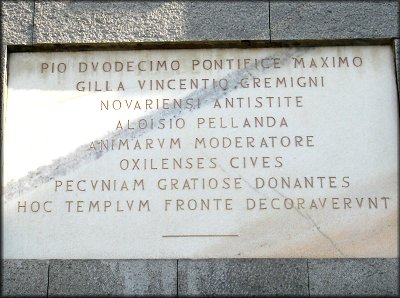 PIO DVODECIMO PONTIFICE MAXIMO
GILLA VINCENTIO GREMIGNI
NOVARIENSI ANTISTITE
ALOISIO PELLANDA
ANIMARVM MODERATORE
OXILENSES CIVES
PECVNIAM GRATIOSE DONANTES
HOC TEMPLVM FRONTE DECORAVERVNT